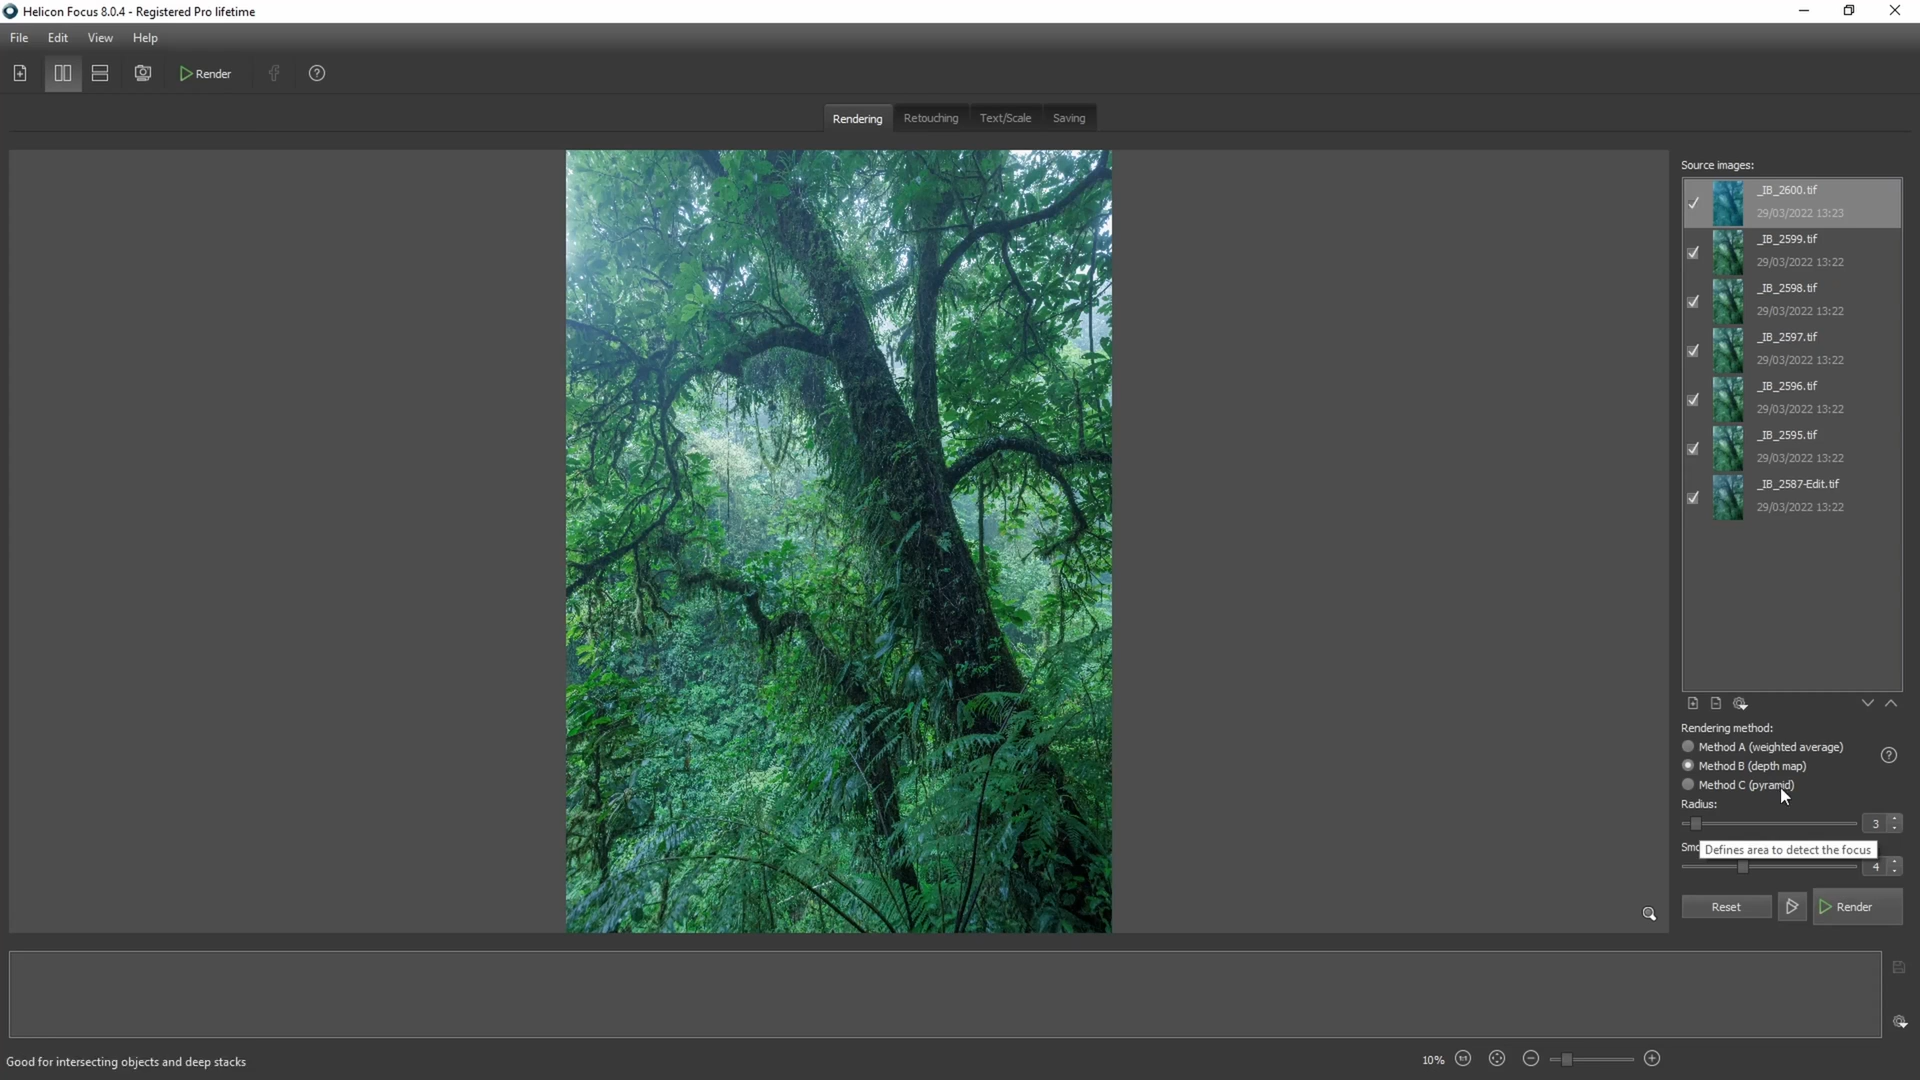 Helicon Focus 8.0.4 - Registered Pro lifetime
File Edit View Help
Render
Rendering Retouching Text/Scale Saving
Source images:
_IB_2600.tif
29/03/2022 13:23
_IB_2599.tif
29/03/2022 13:22
_IB_2598.tif
29/03/2022 13:22
_IB_2597.tif
29/03/2022 13:22
_IB_2596.tif
29/03/2022 13:22
_IB_2595.tif
29/03/2022 13:22
_IB_2587-Edit.tif
29/03/2022 13:22
Rendering method:
Method A (weighted average)
Method B (depth map)
Method C (pyramid)
Radius:
3
Defines area to detect the focus
4
Reset Render
Good for intersecting objects and deep stacks
10%